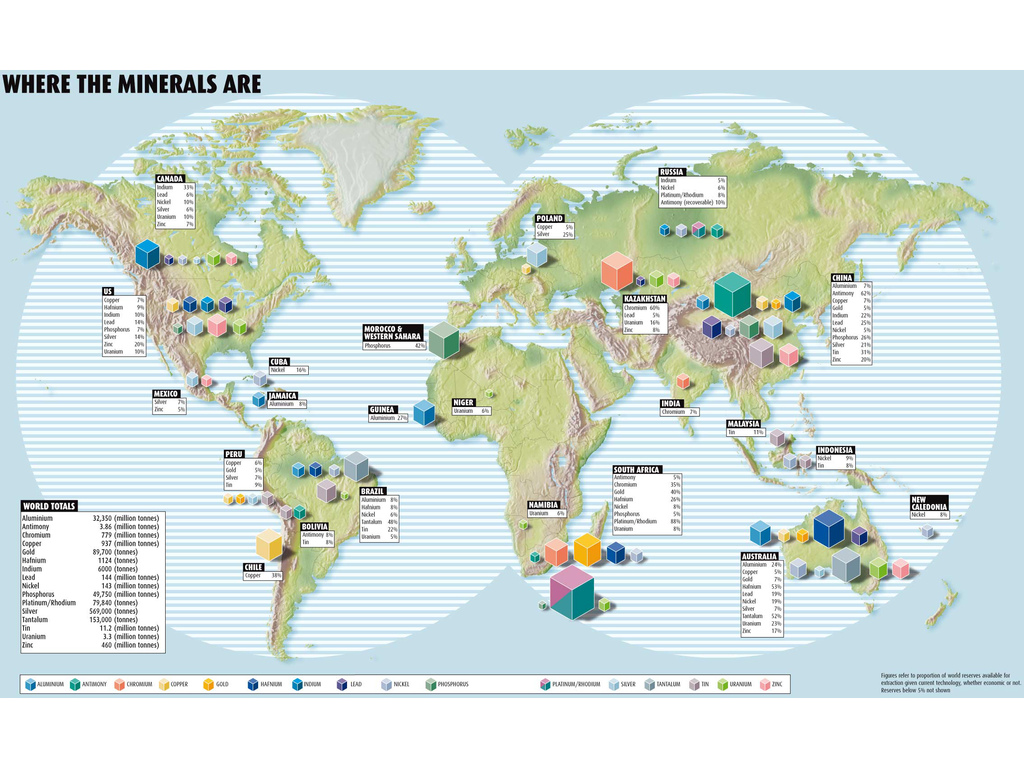 WHERE THE MINERALS ARE
CANADA
Indium 33%
Lead 6%
Nickel 10%
Silver 6%
Uranium 10%
Zinc 7%
RUSSIA
Indium 5%
Nickel 6%
Platinum/Rhodium 8%
Antimony (recoverable) 10%
POLAND
Copper 5%
Silver 25%
US
Copper 7%
Hafnium 9%
Indium 10%
Lead 14%
Phosphorus 7%
Silver 14%
Zinc 20%
Uranium 10%
KAZAKHSTAN
Chromium 60%
Lead 5%
Uranium 16%
Zinc 8%
CHINA
Aluminium 7%
Antimony 62%
Copper 7%
Gold 5%
Indium 22%
Lead 25%
Nickel 5%
Phosphorus 26%
Silver 21%
Tin 31%
Zinc 20%
MOROCCO &
WESTERN SAHARA
Phosphorus 42%
CUBA
Nickel 16%
MEXICO
Silver 7%
Zinc 5%
JAMAICA
Aluminium 8%
GUINEA
Aluminium 27%
NIGER
Uranium 6%
INDIA
Chromium 7%
MALAYSIA
Tin 13%
INDONESIA
Nickel 9%
Tin 8%
PERU
Copper 6%
Gold 5%
Silver 7%
Tin 9%
BRAZIL
Aluminium 8%
Hafnium 8%
Nickel 6%
Tantalum 48%
Tin 22%
Uranium 5%
SOUTH AFRICA
Antimony 5%
Chromium 35%
Gold 40%
Hafnium 26%
Nickel 8%
Phosphorus 5%
Platinum/Rhodium 88%
Uranium 8%
NAMIBIA
Uranium 6%
BOLIVIA
Antimony 8%
Tin 8%
CHILE
Copper 38%
NEW
CALEDONIA
Nickel 8%
AUSTRALIA
Aluminium 24%
Copper 5%
Gold 7%
Hafnium 53%
Lead 19%
Nickel 19%
Silver 7%
Tantalum 52%
Uranium 23%
Zinc 17%
WORLD TOTALS
Aluminium 32,350 (million tonnes)
Antimony 3.86 (million tonnes)
Chromium 779 (million tonnes)
Copper 937 (million tonnes)
Gold 89,700 (tonnes)
Hafnium 1124 (tonnes)
Indium 6000 (tonnes)
Lead 144 (million tonnes)
Nickel 143 (million tonnes)
Phosphorus 49,750 (million tonnes)
Platinum/Rhodium 79,840 (tonnes)
Silver 569,000 (tonnes)
Tantalum 153,000 (tonnes)
Tin 11.2 (million tonnes)
Uranium 3.3 (million tonnes)
Zinc 460 (million tonnes)
ALUMINIUM ANTIMONY CHROMIUM COPPER GOLD HAFNIUM INDIUM LEAD NICKEL PHOSPHORUS PLATINUM/RHODIUM SILVER TANTALUM TIN URANIUM ZINC
Figures refer to proportion of world reserves available for
extraction given current technology, whether economic or not.
Reserves below 5% not shown